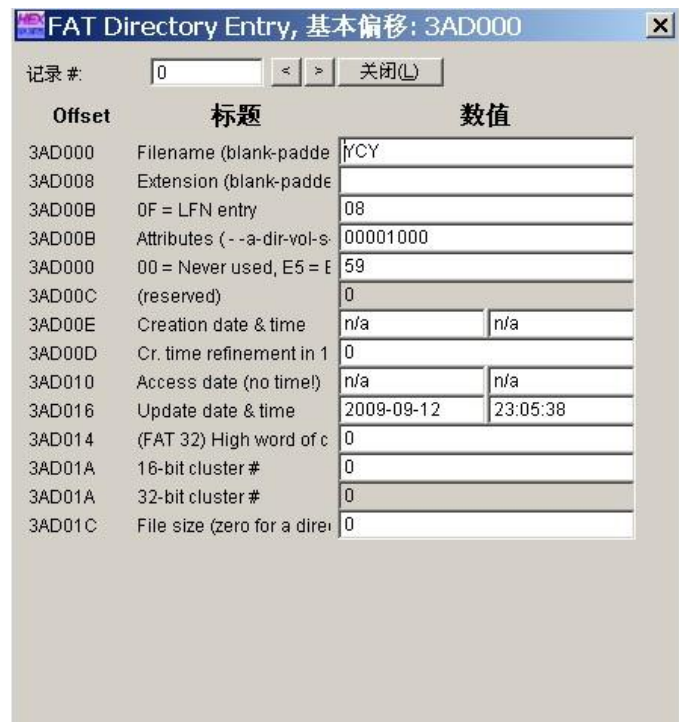 FAT Directory Entry, 基本偏移: 3AD000
记录 #: 0 < > 关闭(L)
Offset 标题 数值
3AD000 Filename (blank-padde YCY
3AD008 Extension (blank-padde
3AD00B 0F = LFN entry 08
3AD00B Attributes ( - -a-dir-vol-s- 00001000
3AD000 00 = Never used, E5 = E 59
3AD00C (reserved) 0
3AD00E Creation date & time n/a n/a
3AD00D Cr. time refinement in 1 0
3AD010 Access date (no time!) n/a n/a
3AD016 Update date & time 2009-09-12 23:05:38
3AD014 (FAT 32) High word of c 0
3AD01A 16-bit cluster # 0
3AD01A 32-bit cluster # 0
3AD01C File size (zero for a dire 0